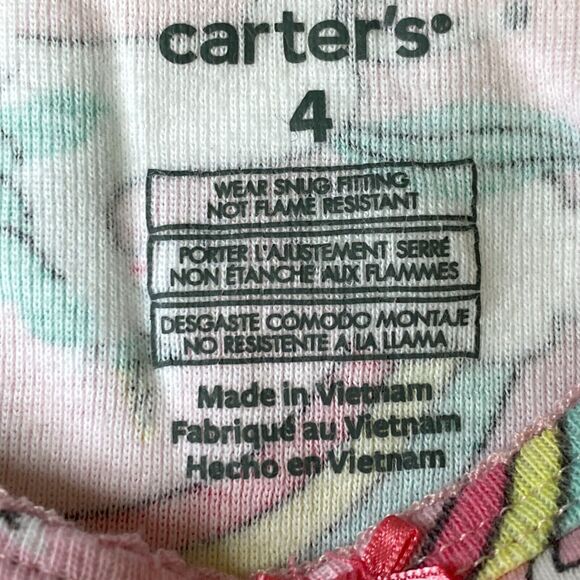 carter's®
4
WEAR SNUG FITTING
NOT FLAME RESISTANT
PORTER L'AJUSTEMENT SERRÉ
NON ÉTANCHE AUX FLAMMES
DESGASTE CÓMODO MONTAJE
NO RESISTENTE A LA LLAMA
Made in Vietnam
Fabriqué au Vietnam
Hecho en Vietnam